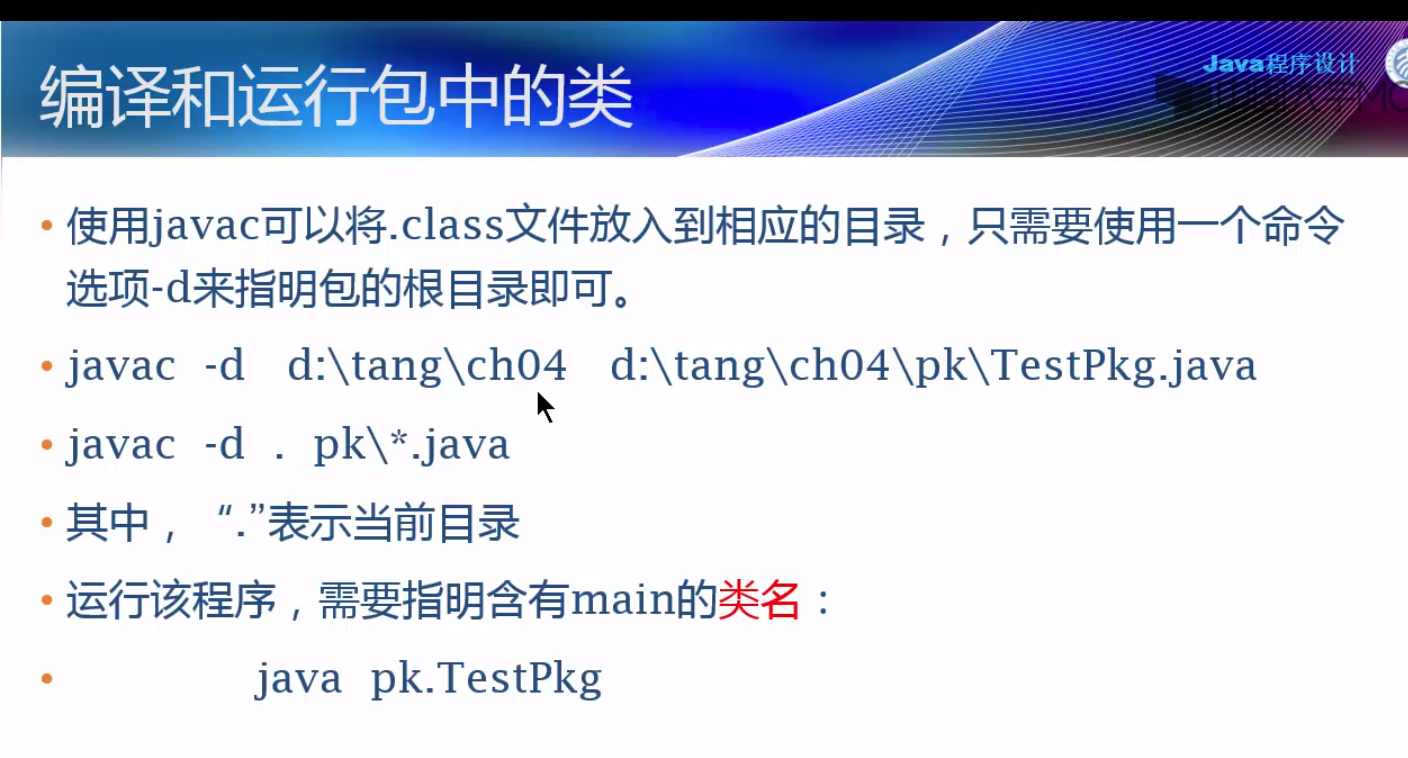 Java程序设计
编译和运行包中的类
• 使用javac可以将.class文件放入到相应的目录，只需要使用一个命令
选项-d来指明包的根目录即可。
• javac -d d:\tang\ch04 d:\tang\ch04\pk\TestPkg.java
• javac -d . pk\*.java
• 其中，“.”表示当前目录
• 运行该程序，需要指明含有main的类名：
• java pk.TestPkg